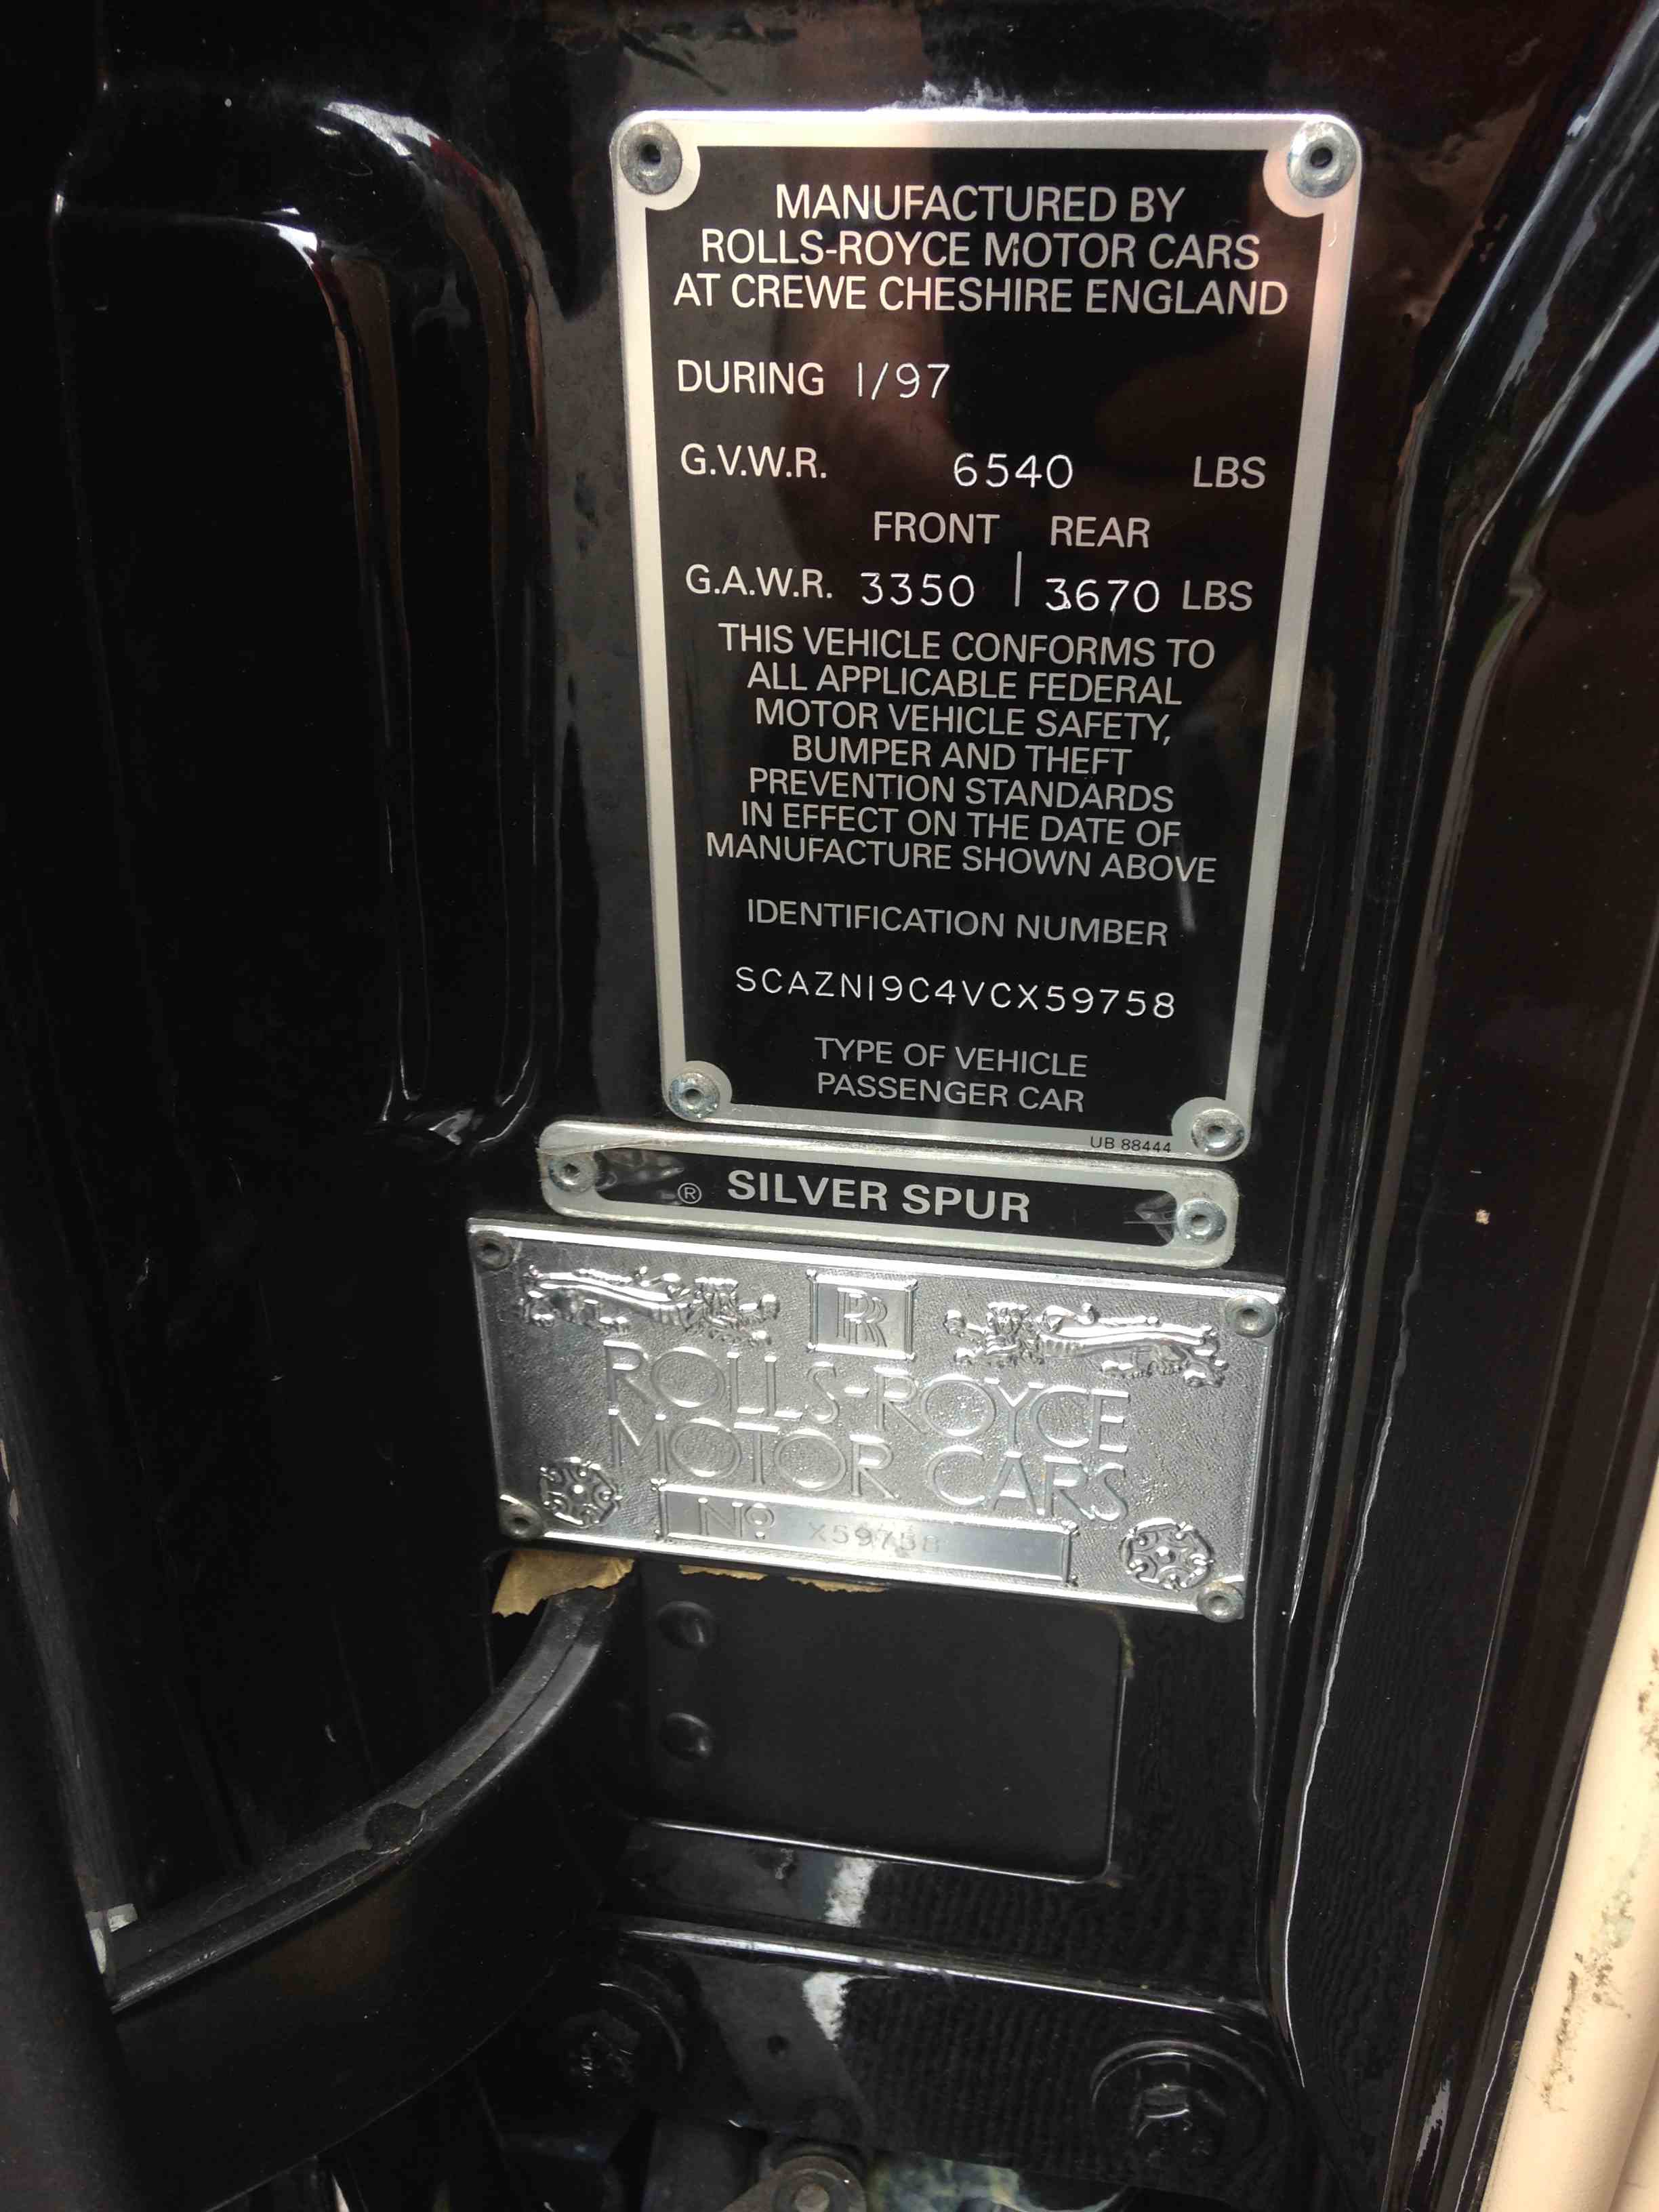 MANUFACTURED BY
ROLLS-ROYCE MOTOR CARS
AT CREWE CHESHIRE ENGLAND
DURING 1/97
G.V.W.R. 6540 LBS
FRONT REAR
G.A.W.R. 3350 | 3670 LBS
THIS VEHICLE CONFORMS TO
ALL APPLICABLE FEDERAL
MOTOR VEHICLE SAFETY,
BUMPER AND THEFT
PREVENTION STANDARDS
IN EFFECT ON THE DATE OF
MANUFACTURE SHOWN ABOVE
IDENTIFICATION NUMBER
SCAZN19C4VCX59758
TYPE OF VEHICLE
PASSENGER CAR
UB 88444
® SILVER SPUR
RR
ROLLS-ROYCE
MOTOR CARS
Nº X59758